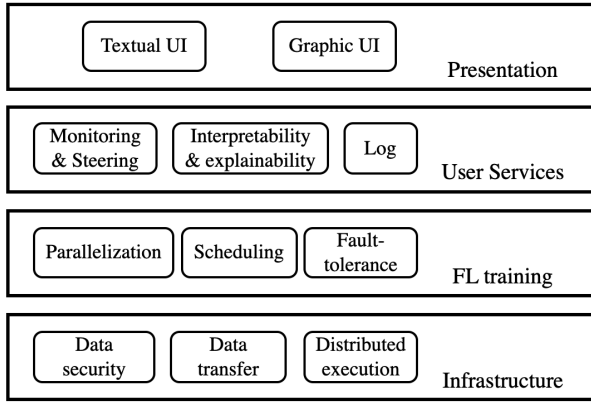 Textual UI
Graphic UI
Presentation
Monitoring
& Steering
Interpretability
& explainability
Log
User Services
Parallelization
Scheduling
Fault-
tolerance
FL training
Data
security
Data
transfer
Distributed
execution
Infrastructure